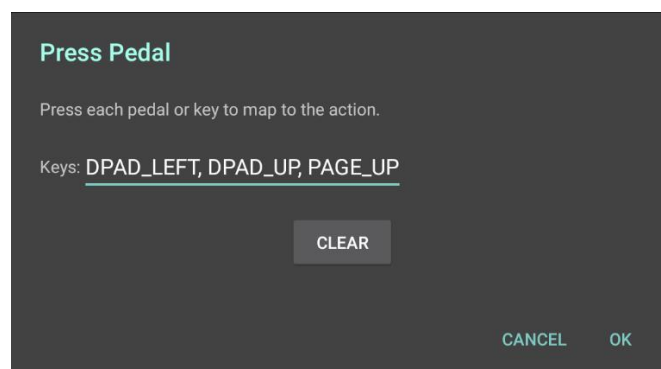 Press Pedal
Press each pedal or key to map to the action.
Keys: DPAD_LEFT, DPAD_UP, PAGE_UP
CLEAR
CANCEL OK